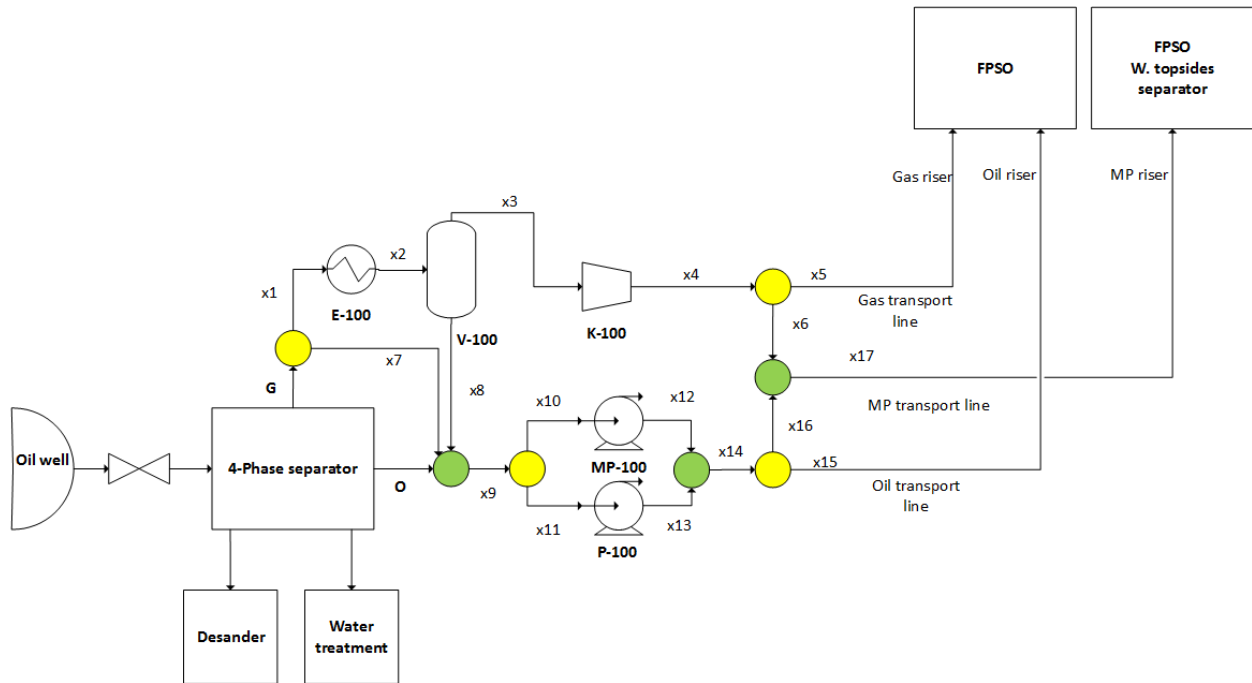 FPSO
FPSO
W. topsides
separator
Gas riser
Oil riser
MP riser
x3
x2
x1
E-100
V-100
K-100
x4
x5
Gas transport
line
x6
x7
x8
G
x17
MP transport line
x10
x12
x16
Oil well
4-Phase separator
O
x9
MP-100
x14
x15
Oil transport
line
x11
x13
P-100
Desander
Water
treatment